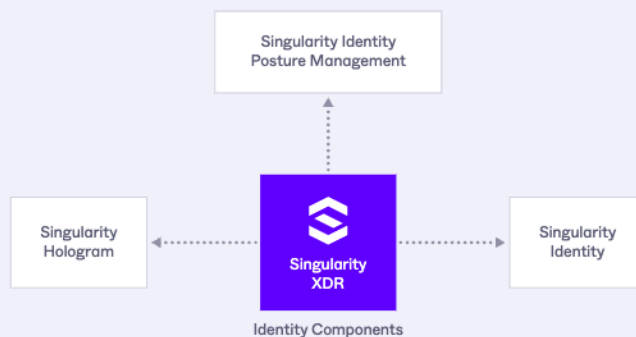 Singularity Identity
Posture Management
Singularity
Hologram
Singularity
XDR
Singularity
Identity
Identity Components